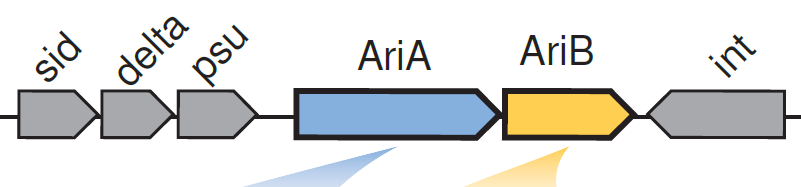 sid
delta
psu
AriA
AriB
int